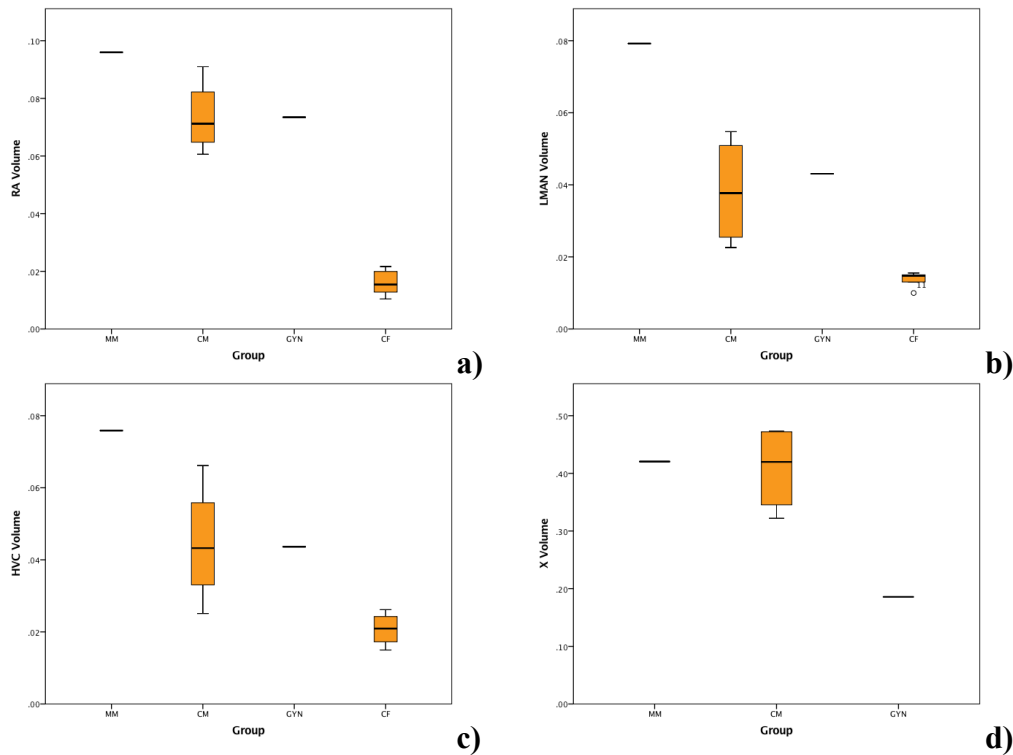 RA Volume
.10
.08
.06
.04
.02
.00
MM CM GYN CF
Group
a)
LMAN Volume
.08
.06
.04
.02
.00
11
MM CM GYN CF
Group
b)
HVC Volume
.08
.06
.04
.02
.00
MM CM GYN CF
Group
c)
X Volume
.50
.40
.30
.20
.10
.00
MM CM GYN
Group
d)